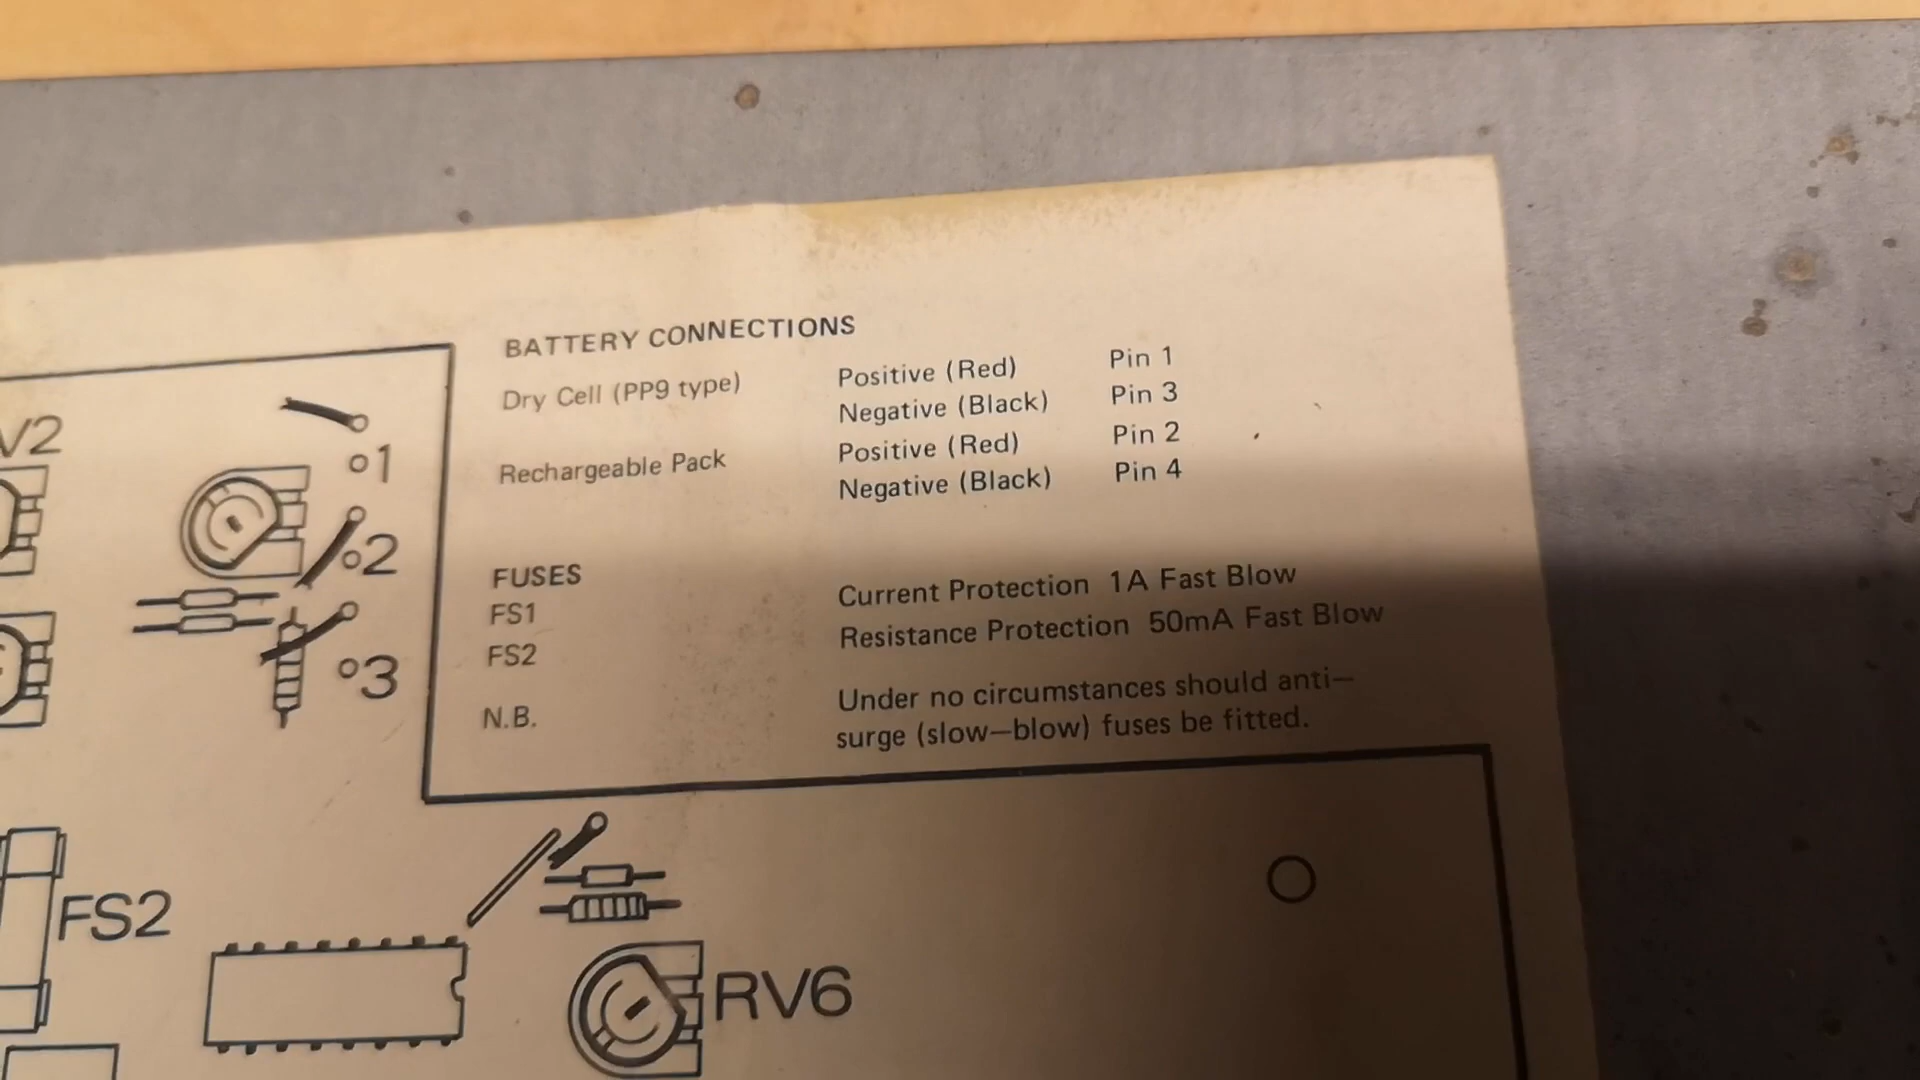 BATTERY CONNECTIONS
Dry Cell (PP9 type) Positive (Red) Pin 1
Negative (Black) Pin 3
Rechargeable Pack Positive (Red) Pin 2
Negative (Black) Pin 4
FUSES
FS1 Current Protection 1A Fast Blow
FS2 Resistance Protection 50mA Fast Blow
N.B. Under no circumstances should anti—
surge (slow—blow) fuses be fitted.
V2
1
2
3
FS2
RV6